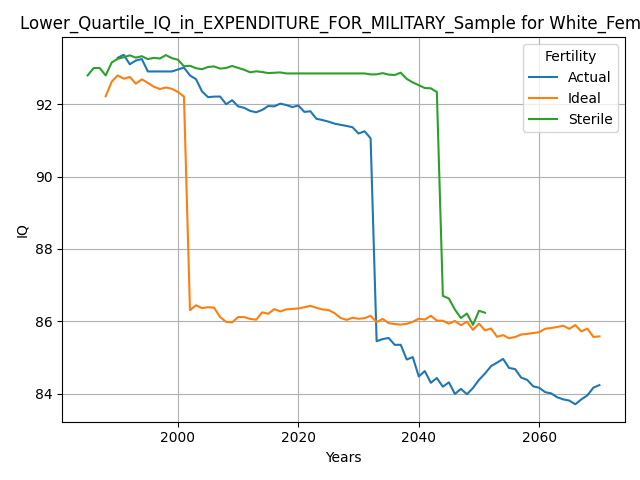 Lower_Quartile_IQ_in_EXPENDITURE_FOR_MILITARY_Sample for White_Fem
Fertility
Actual
Ideal
Sterile
IQ
92
90
88
86
84
2000
2020
2040
2060
Years